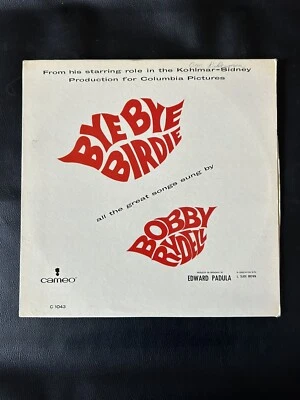 From his starring role in the Kohlmar-Sidney
Production for Columbia Pictures
BYE BYE
BIRDIE
all the great songs sung by
BOBBY
RYDELL
EDWARD PADULA
cameo
C 1043